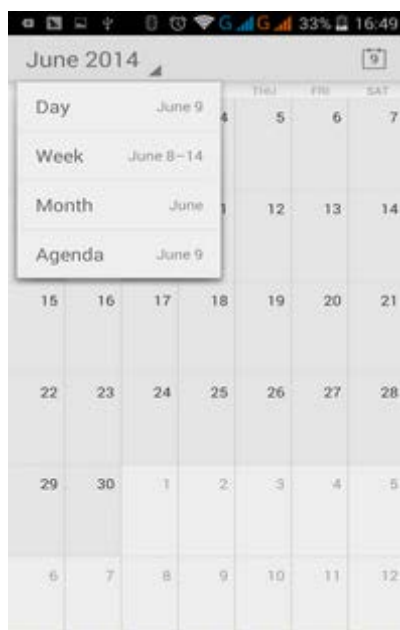 G G 33% 16:49
June 2014 9
THU FRI SAT
Day June 9
4 5 6 7
Week June 8–14
Month June
1 12 13 14
Agenda June 9
15 16 17 18 19 20 21
22 23 24 25 26 27 28
29 30 1 2 3 4 5
6 7 8 9 10 11 12